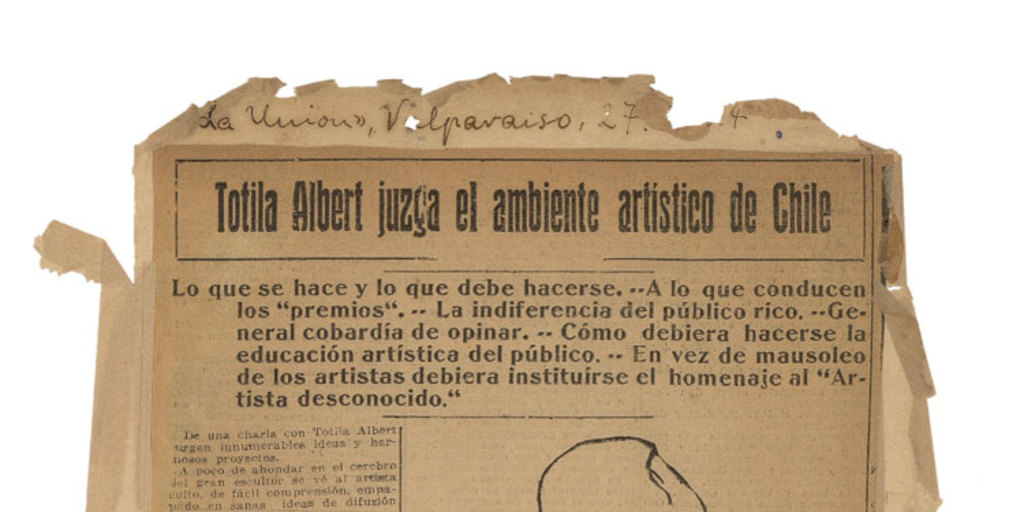 La Union», Valparaiso, 27. 4.
Totila Albert juzga el ambiente artístico de Chile
Lo que se hace y lo que debe hacerse. --A lo que conducen
los “premios“. -- La indiferencia del público rico. --Ge-
neral cobardía de opinar. -- Cómo debiera hacerse la
educación artística del público. -- En vez de mausoleo
de los artistas debiera instituírse el homenaje al “Ar-
tista desconocido.“
De una charla con Totila Albert
surgen innumerables ideas y her-
mosos proyectos.
A poco de ahondar en el cerebro
del gran escultor se vé al artista
culto, de fácil comprensión, empa-
pado en sanas ideas de difusión